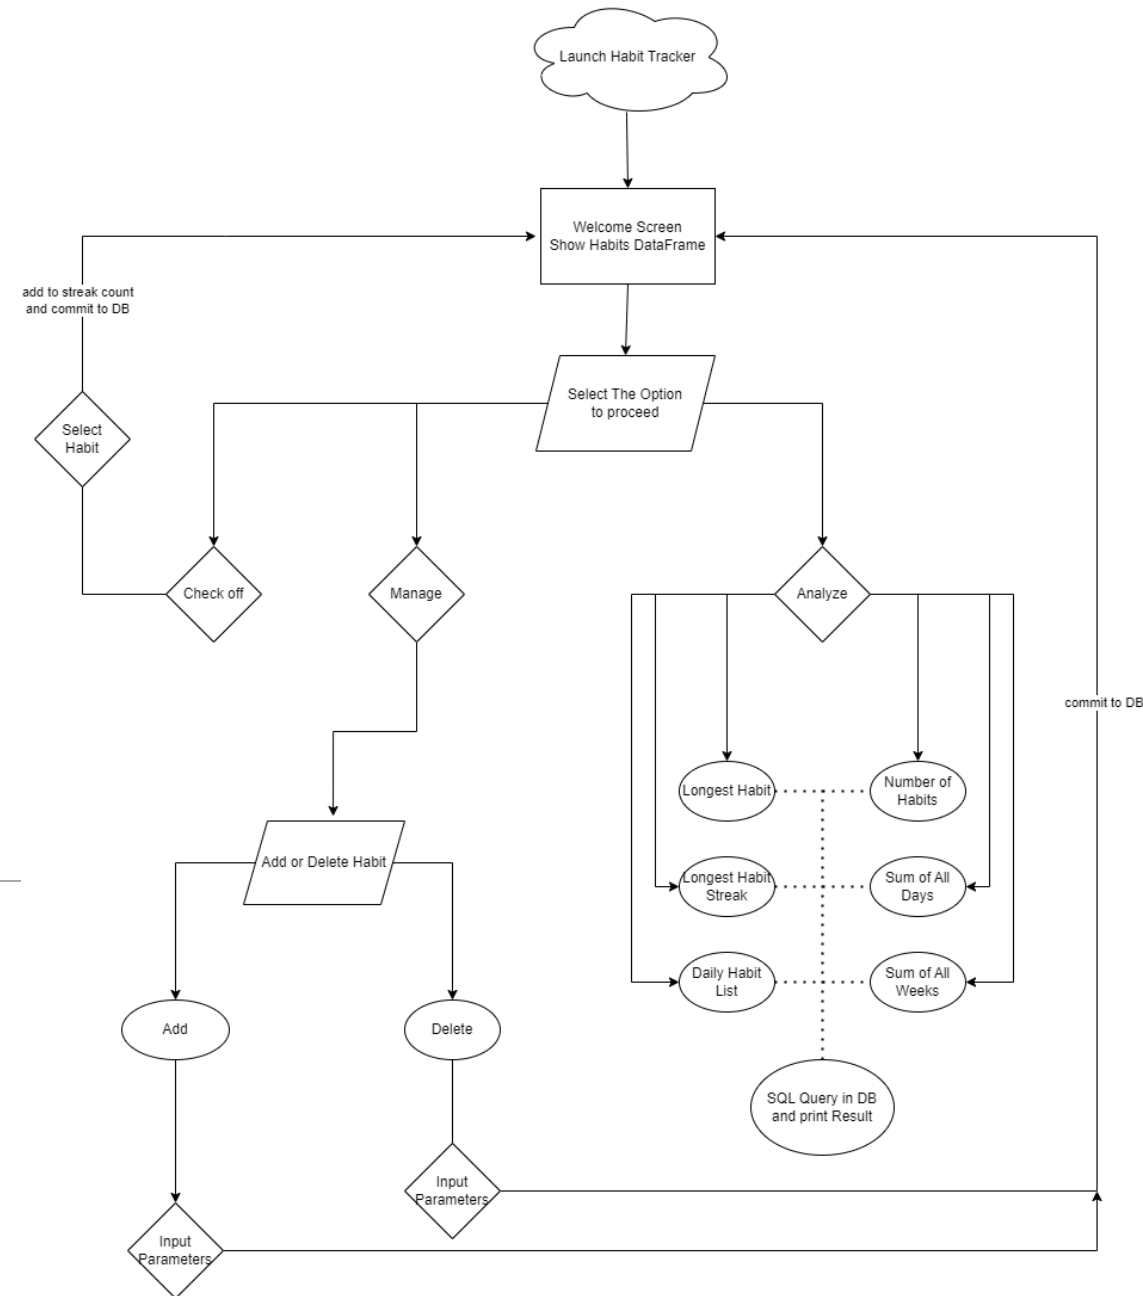 Launch Habit Tracker
Welcome Screen
Show Habits DataFrame
add to streak count
and commit to DB
Select The Option
to proceed
Select
Habit
Check off
Manage
Analyze
commit to DB
Longest Habit
Number of
Habits
Add or Delete Habit
Longest Habit
Streak
Sum of All
Days
Daily Habit
List
Sum of All
Weeks
Add
Delete
SQL Query in DB
and print Result
Input
Parameters
Input
Parameters